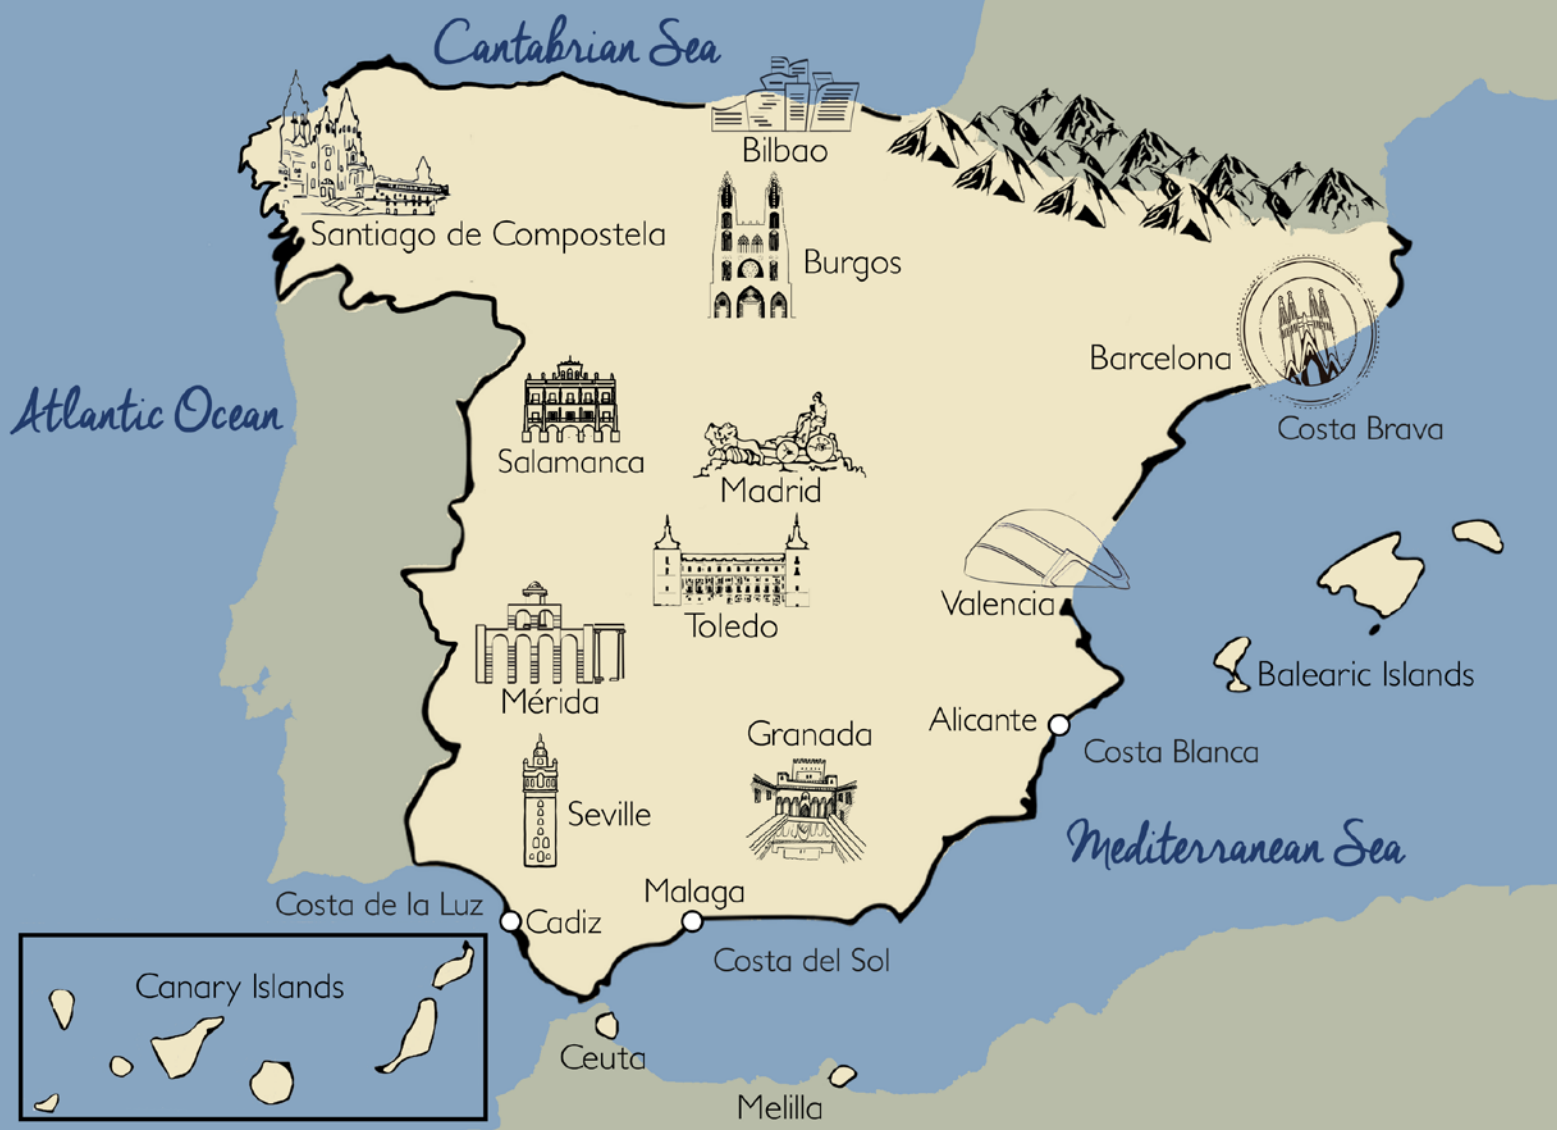 Cantabrian Sea
Bilbao
Santiago de Compostela
Burgos
Barcelona
Atlantic Ocean
Costa Brava
Salamanca
Madrid
Valencia
Toledo
Balearic Islands
Mérida
Alicante
Granada
Costa Blanca
Seville
Mediterranean Sea
Malaga
Costa de la Luz
Cadiz
Costa del Sol
Canary Islands
Ceuta
Melilla